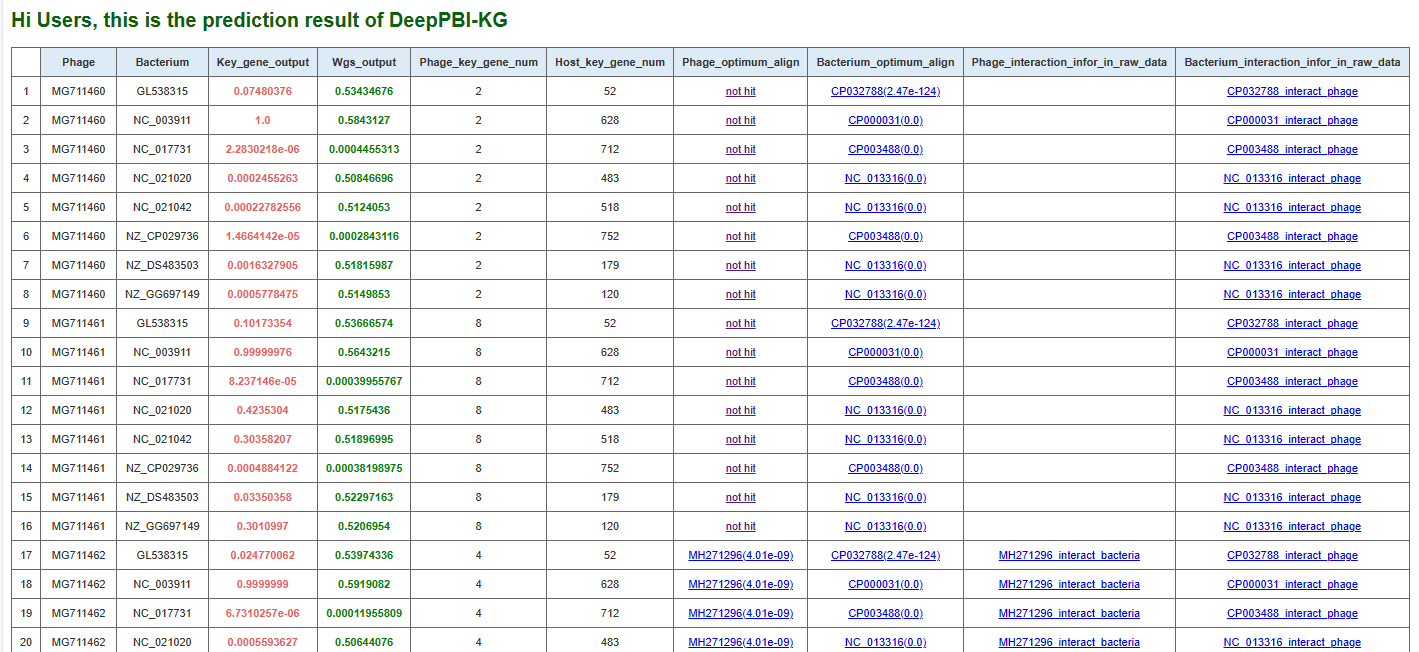 Hi Users, this is the prediction result of DeepPBI-KG
Phage Bacterium Key_gene_output Wgs_output Phage_key_gene_num Host_key_gene_num Phage_optimum_align Bacterium_optimum_align Phage_interaction_infor_in_raw_data Bacterium_interaction_infor_in_raw_data
1 MG711460 GL538315 0.07480376 0.53434676 2 52 not hit CP032788(2.47e-124) CP032788_interact_phage
2 MG711460 NC_003911 1.0 0.5843127 2 628 not hit CP000031(0.0) CP000031_interact_phage
3 MG711460 NC_017731 2.2830218e-06 0.0004455313 2 712 not hit CP003488(0.0) CP003488_interact_phage
4 MG711460 NC_021020 0.0002455263 0.50846696 2 483 not hit NC_013316(0.0) NC_013316_interact_phage
5 MG711460 NC_021042 0.00022782556 0.5124053 2 518 not hit NC_013316(0.0) NC_013316_interact_phage
6 MG711460 NZ_CP029736 1.4664142e-05 0.0002843116 2 752 not hit CP003488(0.0) CP003488_interact_phage
7 MG711460 NZ_DS483503 0.0016327905 0.51815987 2 179 not hit NC_013316(0.0) NC_013316_interact_phage
8 MG711460 NZ_GG697149 0.0005778475 0.5149853 2 120 not hit NC_013316(0.0) NC_013316_interact_phage
9 MG711461 GL538315 0.10173354 0.53666574 8 52 not hit CP032788(2.47e-124) CP032788_interact_phage
10 MG711461 NC_003911 0.99999976 0.5643215 8 628 not hit CP000031(0.0) CP000031_interact_phage
11 MG711461 NC_017731 8.237146e-05 0.00039955767 8 712 not hit CP003488(0.0) CP003488_interact_phage
12 MG711461 NC_021020 0.4235304 0.5175436 8 483 not hit NC_013316(0.0) NC_013316_interact_phage
13 MG711461 NC_021042 0.30358207 0.51896995 8 518 not hit NC_013316(0.0) NC_013316_interact_phage
14 MG711461 NZ_CP029736 0.0004884122 0.00038198975 8 752 not hit CP003488(0.0) CP003488_interact_phage
15 MG711461 NZ_DS483503 0.03350358 0.52297163 8 179 not hit NC_013316(0.0) NC_013316_interact_phage
16 MG711461 NZ_GG697149 0.3010997 0.5206954 8 120 not hit NC_013316(0.0) NC_013316_interact_phage
17 MG711462 GL538315 0.024770062 0.53974336 4 52 MH271296(4.01e-09) CP032788(2.47e-124) MH271296_interact_bacteria CP032788_interact_phage
18 MG711462 NC_003911 0.9999999 0.5919082 4 628 MH271296(4.01e-09) CP000031(0.0) MH271296_interact_bacteria CP000031_interact_phage
19 MG711462 NC_017731 6.7310257e-06 0.00011955809 4 712 MH271296(4.01e-09) CP003488(0.0) MH271296_interact_bacteria CP003488_interact_phage
20 MG711462 NC_021020 0.0005593627 0.50644076 4 483 MH271296(4.01e-09) NC_013316(0.0) MH271296_interact_bacteria NC_013316_interact_phage